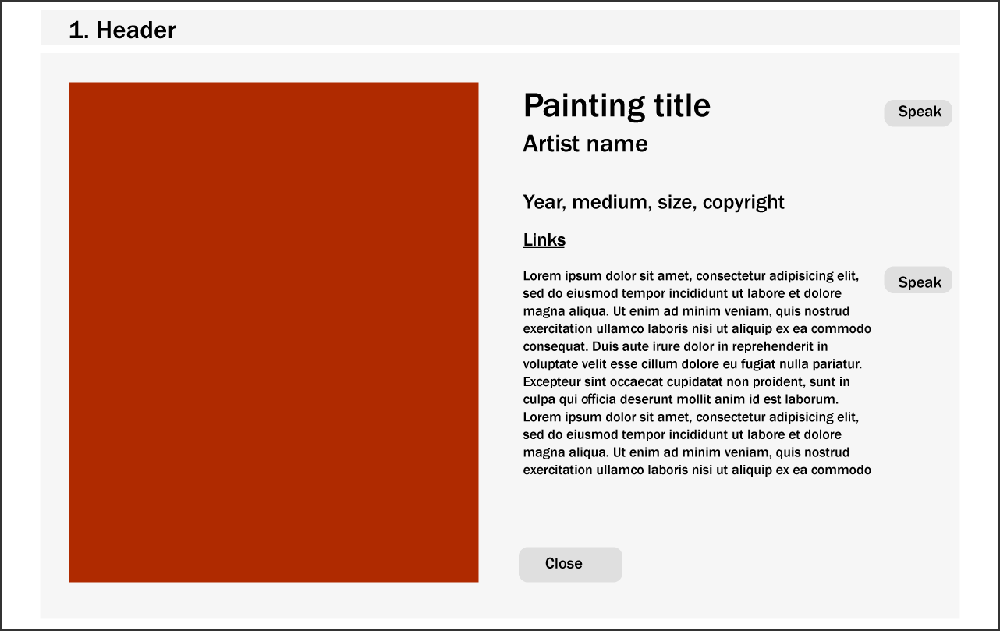 1. Header
Painting title
Speak
Artist name
Year, medium, size, copyright
Links
Lorem ipsum dolor sit amet, consectetur adipisicing elit,
Speak
sed do eiusmod tempor incididunt ut labore et dolore
magna aliqua. Ut enim ad minim veniam, quis nostrud
exercitation ullamco laboris nisi ut aliquip ex ea commodo
consequat. Duis aute irure dolor in reprehenderit in
voluptate velit esse cillum dolore eu fugiat nulla pariatur.
Excepteur sint occaecat cupidatat non proident, sunt in
culpa qui officia deserunt mollit anim id est laborum.
Lorem ipsum dolor sit amet, consectetur adipisicing elit,
sed do eiusmod tempor incididunt ut labore et dolore
magna aliqua. Ut enim ad minim veniam, quis nostrud
exercitation ullamco laboris nisi ut aliquip ex ea commodo
Close